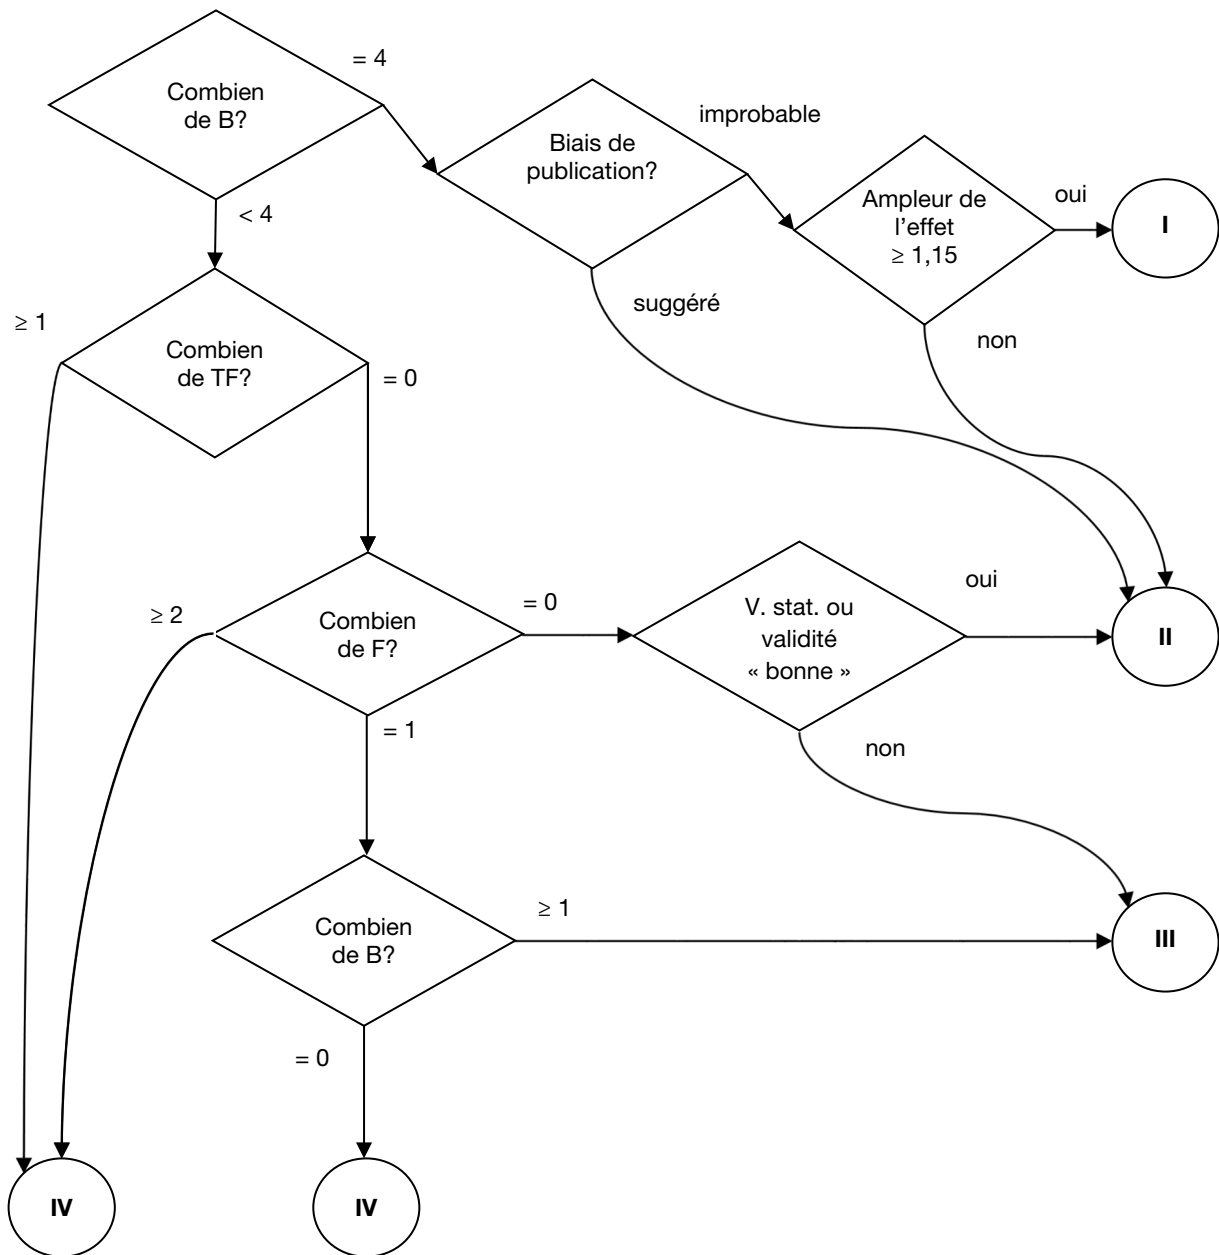 = 4
Combien
de B?
improbable
Biais de
publication?
oui
Ampleur de
l’effet
≥ 1,15
I
< 4
suggéré
non
≥ 1
Combien
de TF?
= 0
≥ 2
Combien
de F?
= 0
V. stat. ou
validité
« bonne »
oui
II
= 1
non
Combien
de B?
≥ 1
III
= 0
IV
IV